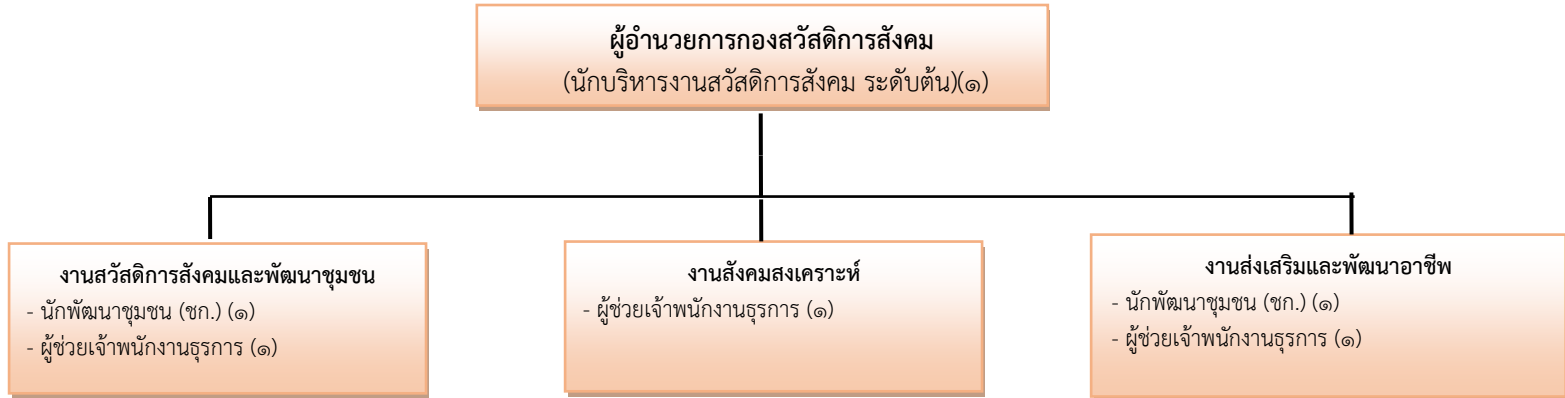 ผู้อำนวยการกองสวัสดิการสังคม
(นักบริหารงานสวัสดิการสังคม ระดับต้น)(๑)
งานสวัสดิการสังคมและพัฒนาชุมชน
- นักพัฒนาชุมชน (ชก.) (๑)
- ผู้ช่วยเจ้าพนักงานธุรการ (๑)
งานสังคมสงเคราะห์
- ผู้ช่วยเจ้าพนักงานธุรการ (๑)
งานส่งเสริมและพัฒนาอาชีพ
- นักพัฒนาชุมชน (ชก.) (๑)
- ผู้ช่วยเจ้าพนักงานธุรการ (๑)